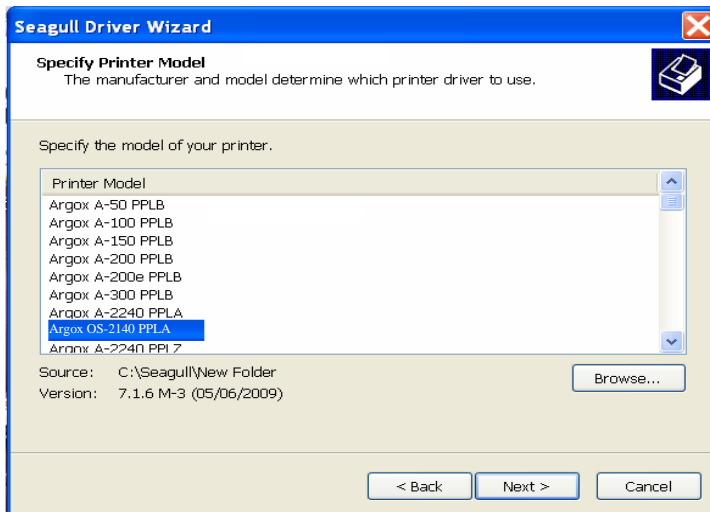 Seagull Driver Wizard
Specify Printer Model
The manufacturer and model determine which printer driver to use.
Specify the model of your printer.
Printer Model
Argox A-50 PPLB
Argox A-100 PPLB
Argox A-150 PPLB
Argox A-200 PPLB
Argox A-200e PPLB
Argox A-300 PPLB
Argox A-2240 PPLA
Argox OS-2140 PPLA
Argox A-2240 PPLZ
Source: C:\Seagull\New Folder
Browse...
Version: 7.1.6 M-3 (05/06/2009)
< Back Next > Cancel